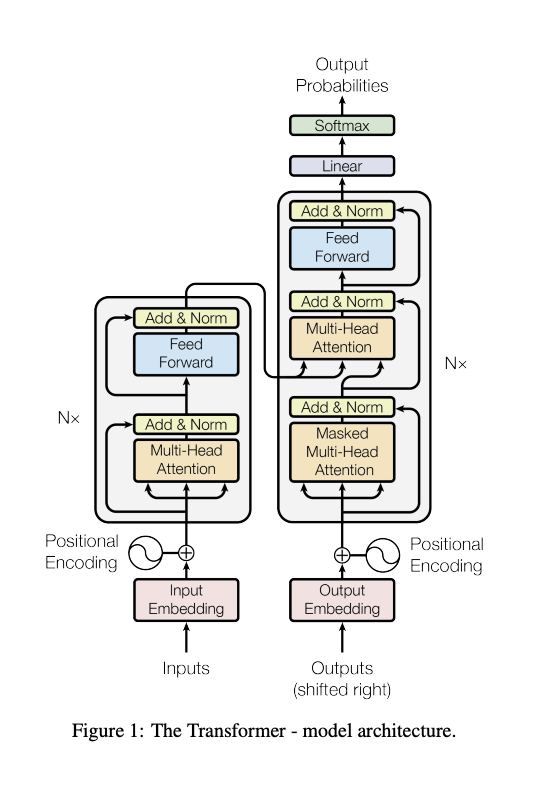 Output
Probabilities
Softmax
Linear
Add & Norm
Feed
Forward
Add & Norm
Multi-Head
Attention
Add & Norm
Masked
Multi-Head
Attention
N×
Add & Norm
Feed
Forward
Add & Norm
Multi-Head
Attention
N×
Positional
Encoding
Positional
Encoding
Input
Embedding
Output
Embedding
Inputs
Outputs
(shifted right)
Figure 1: The Transformer - model architecture.